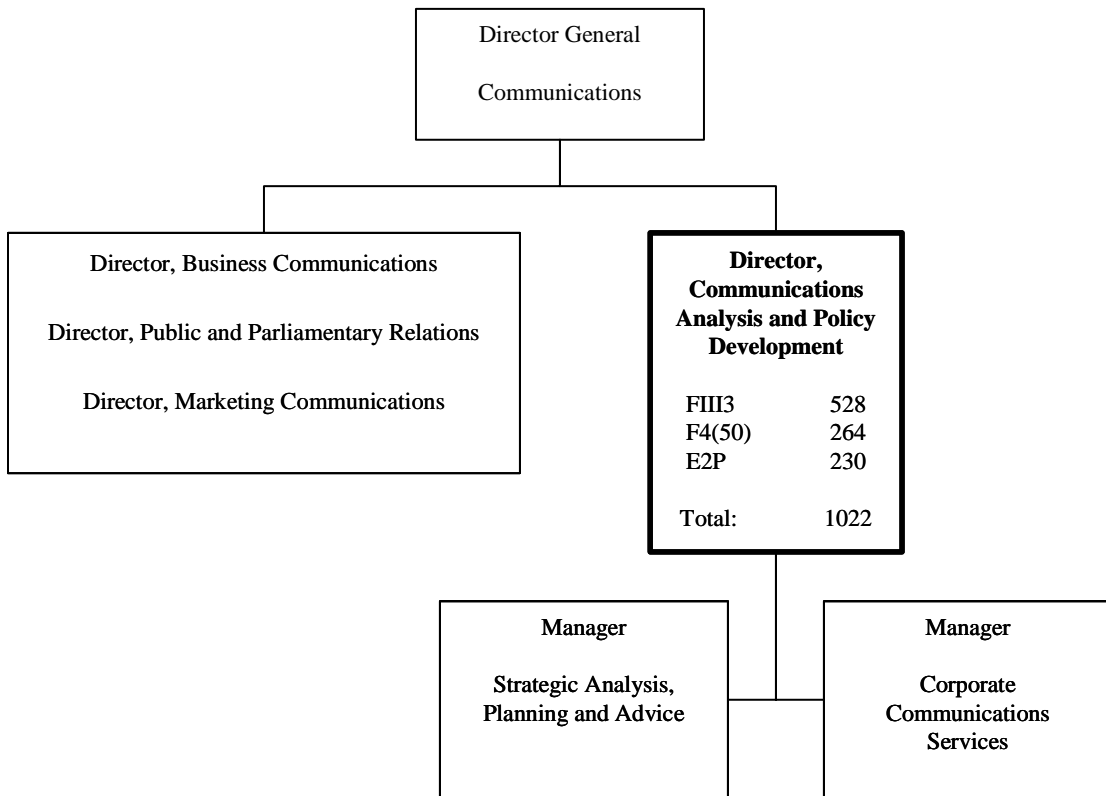 Director General
Communications
Director, Business Communications
Director, Public and Parliamentary Relations
Director, Marketing Communications
Director,
Communications
Analysis and Policy
Development
FIII3 528
F4(50) 264
E2P 230
Total: 1022
Manager
Strategic Analysis,
Planning and Advice
Manager
Corporate
Communications
Services